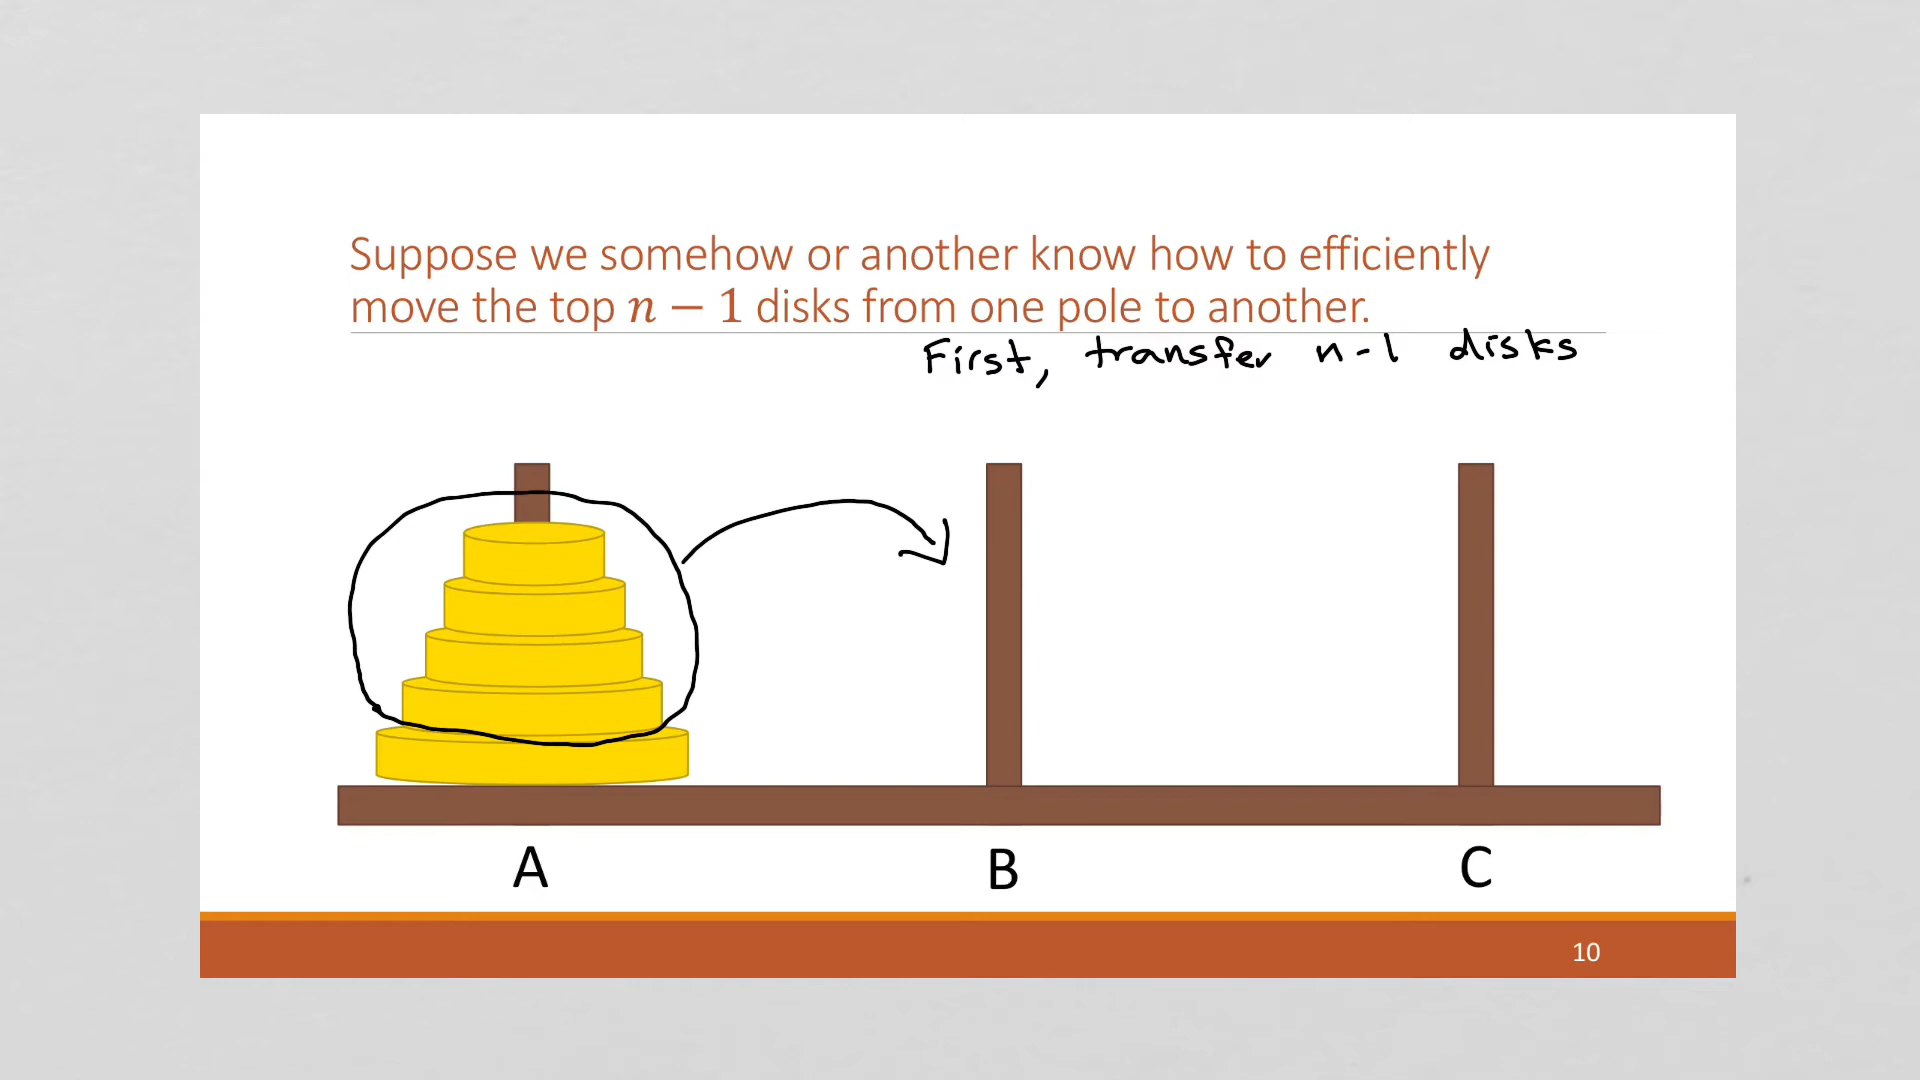 Suppose we somehow or another know how to efficiently
move the top n − 1 disks from one pole to another.
First, transfer n-1 disks
A B C
10